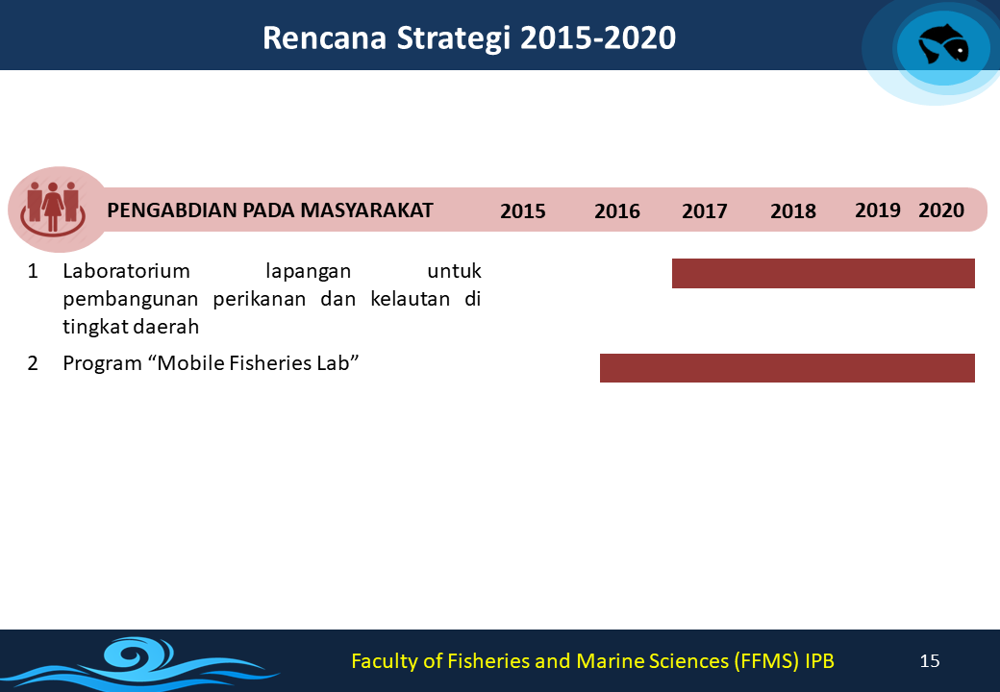 Rencana Strategi 2015-2020
PENGABDIAN PADA MASYARAKAT 2015 2016 2017 2018 2019 2020
1 Laboratorium lapangan untuk
pembangunan perikanan dan kelautan di
tingkat daerah
2 Program “Mobile Fisheries Lab”
Faculty of Fisheries and Marine Sciences (FFMS) IPB 15